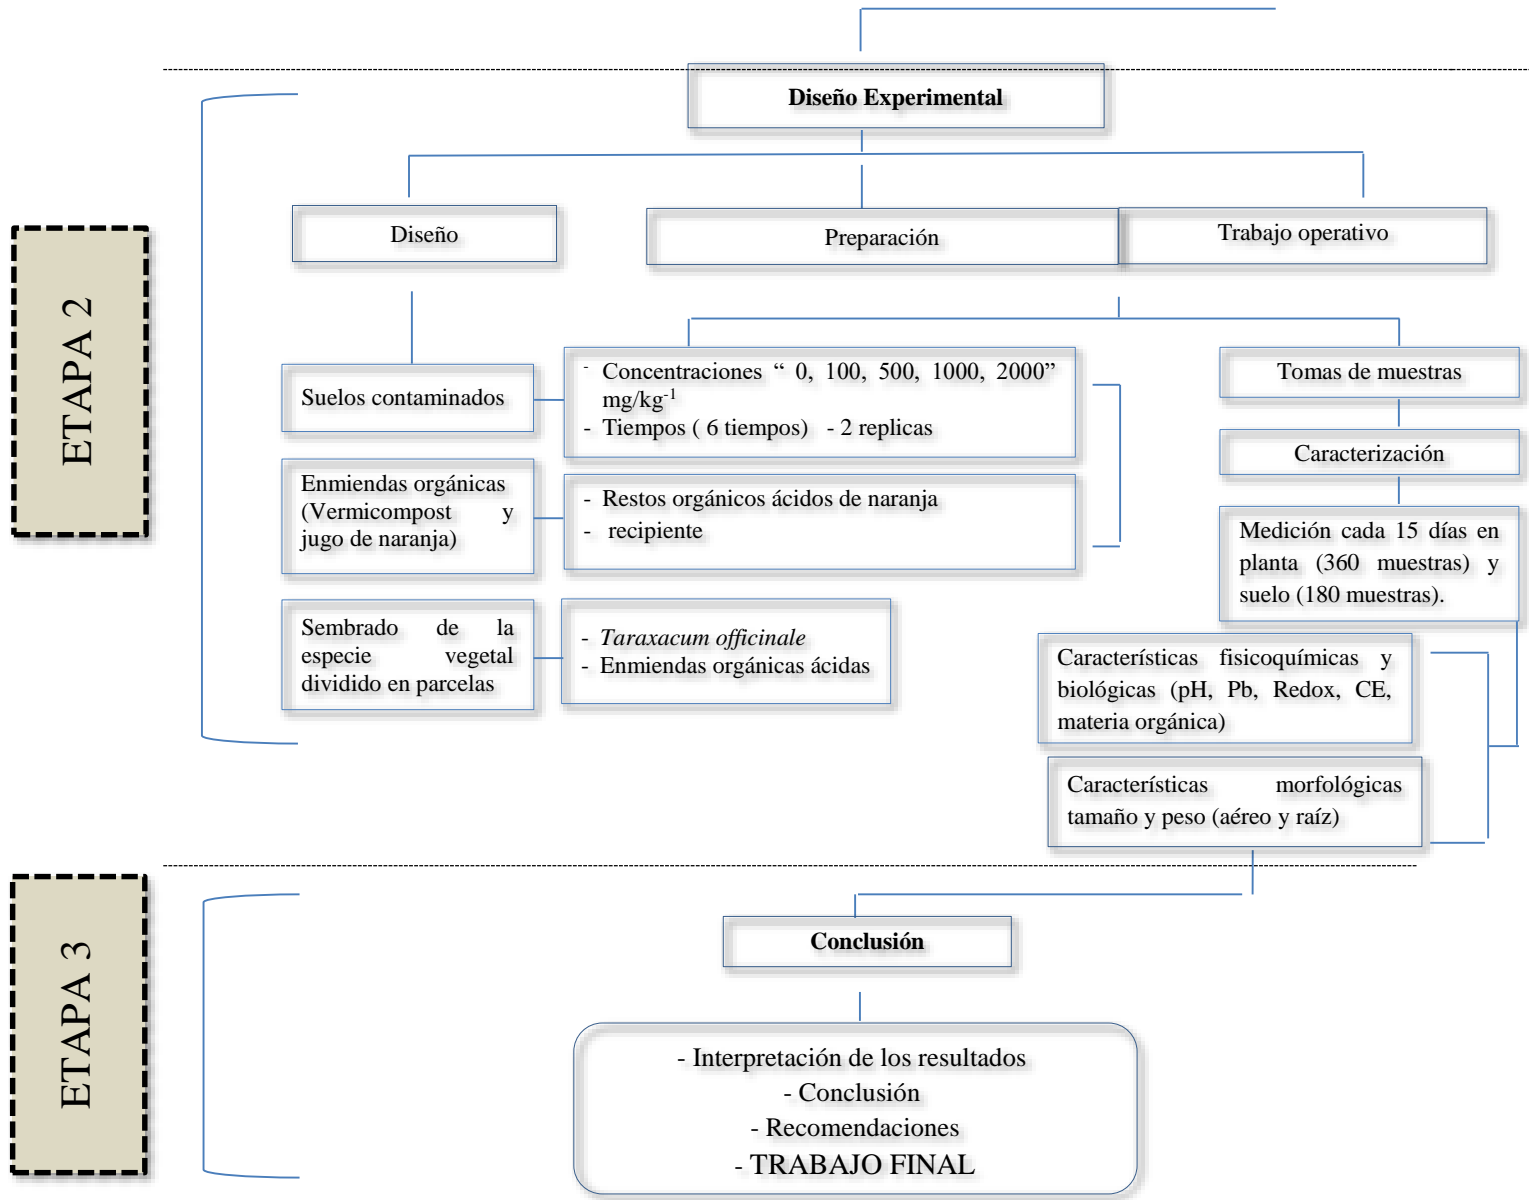 ETAPA 2
Diseño Experimental
Diseño
Preparación
Trabajo operativo
Suelos contaminados
- Concentraciones “ 0, 100, 500, 1000, 2000”
mg/kg⁻¹
- Tiempos ( 6 tiempos) - 2 replicas
Enmiendas orgánicas
(Vermicompost y
jugo de naranja)
- Restos orgánicos ácidos de naranja
- recipiente
Sembrado de la
especie vegetal
dividido en parcelas
- Taraxacum officinale
- Enmiendas orgánicas ácidas
Tomas de muestras
Caracterización
Medición cada 15 días en
planta (360 muestras) y
suelo (180 muestras).
Características fisicoquímicas y
biológicas (pH, Pb, Redox, CE,
materia orgánica)
Características morfológicas
tamaño y peso (aéreo y raíz)
ETAPA 3
Conclusión
- Interpretación de los resultados
- Conclusión
- Recomendaciones
- TRABAJO FINAL